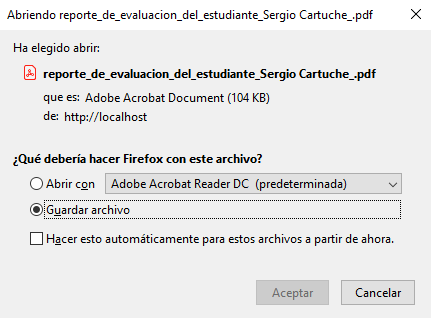 Abriendo reporte_de_evaluacion_del_estudiante_Sergio Cartuche_.pdf
Ha elegido abrir:
reporte_de_evaluacion_del_estudiante_Sergio Cartuche_.pdf
que es: Adobe Acrobat Document (104 KB)
de: http://localhost
¿Qué debería hacer Firefox con este archivo?
Abrir con Adobe Acrobat Reader DC (predeterminada)
Guardar archivo
Hacer esto automáticamente para estos archivos a partir de ahora.
Aceptar Cancelar